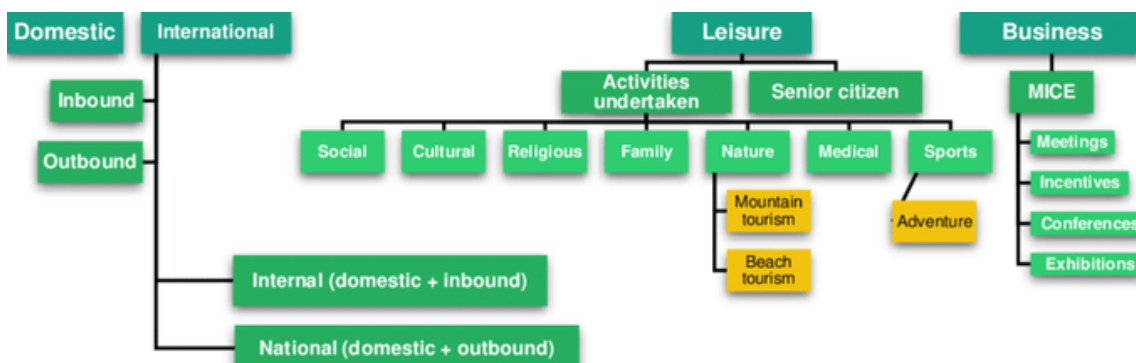 Domestic
International
Leisure
Business
Inbound
Outbound
Activities
undertaken
Senior citizen
MICE
Social
Cultural
Religious
Family
Nature
Medical
Sports
Meetings
Incentives
Conferences
Exhibitions
Mountain
tourism
Adventure
Beach
tourism
Internal (domestic + inbound)
National (domestic + outbound)